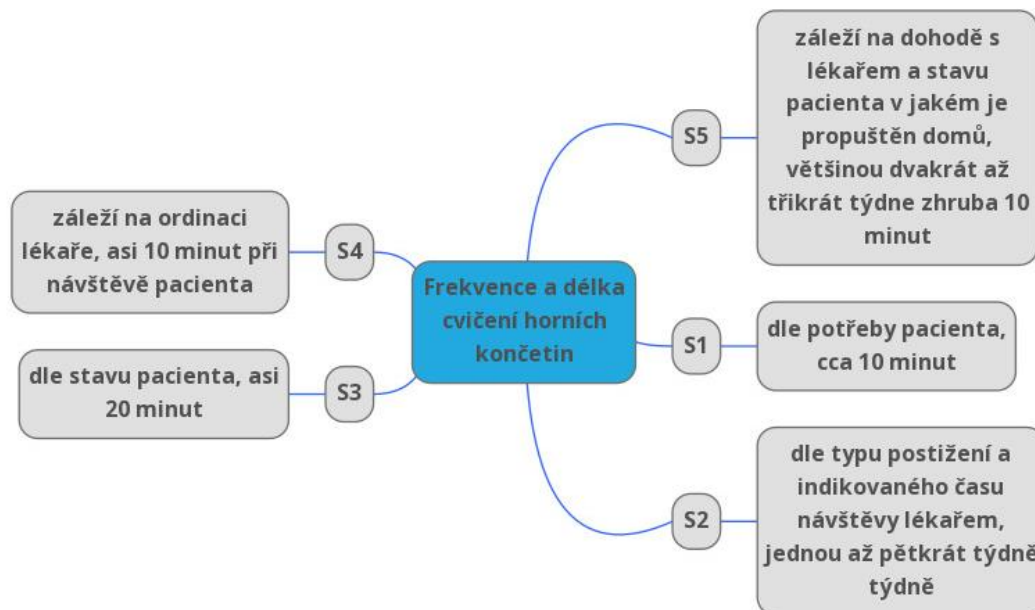 Frekvence a délka
cvičení horních
končetin
S1
dle potřeby pacienta,
cca 10 minut
S2
dle typu postižení a
indikovaného času
návštěvy lékařem,
jednou až pětkrát týdně
týdně
S3
dle stavu pacienta, asi
20 minut
S4
záleží na ordinaci
lékaře, asi 10 minut při
návštěvě pacienta
S5
záleží na dohodě s
lékařem a stavu
pacienta v jakém je
propuštěn domů,
většinou dvakrát až
třikrát týdne zhruba 10
minut